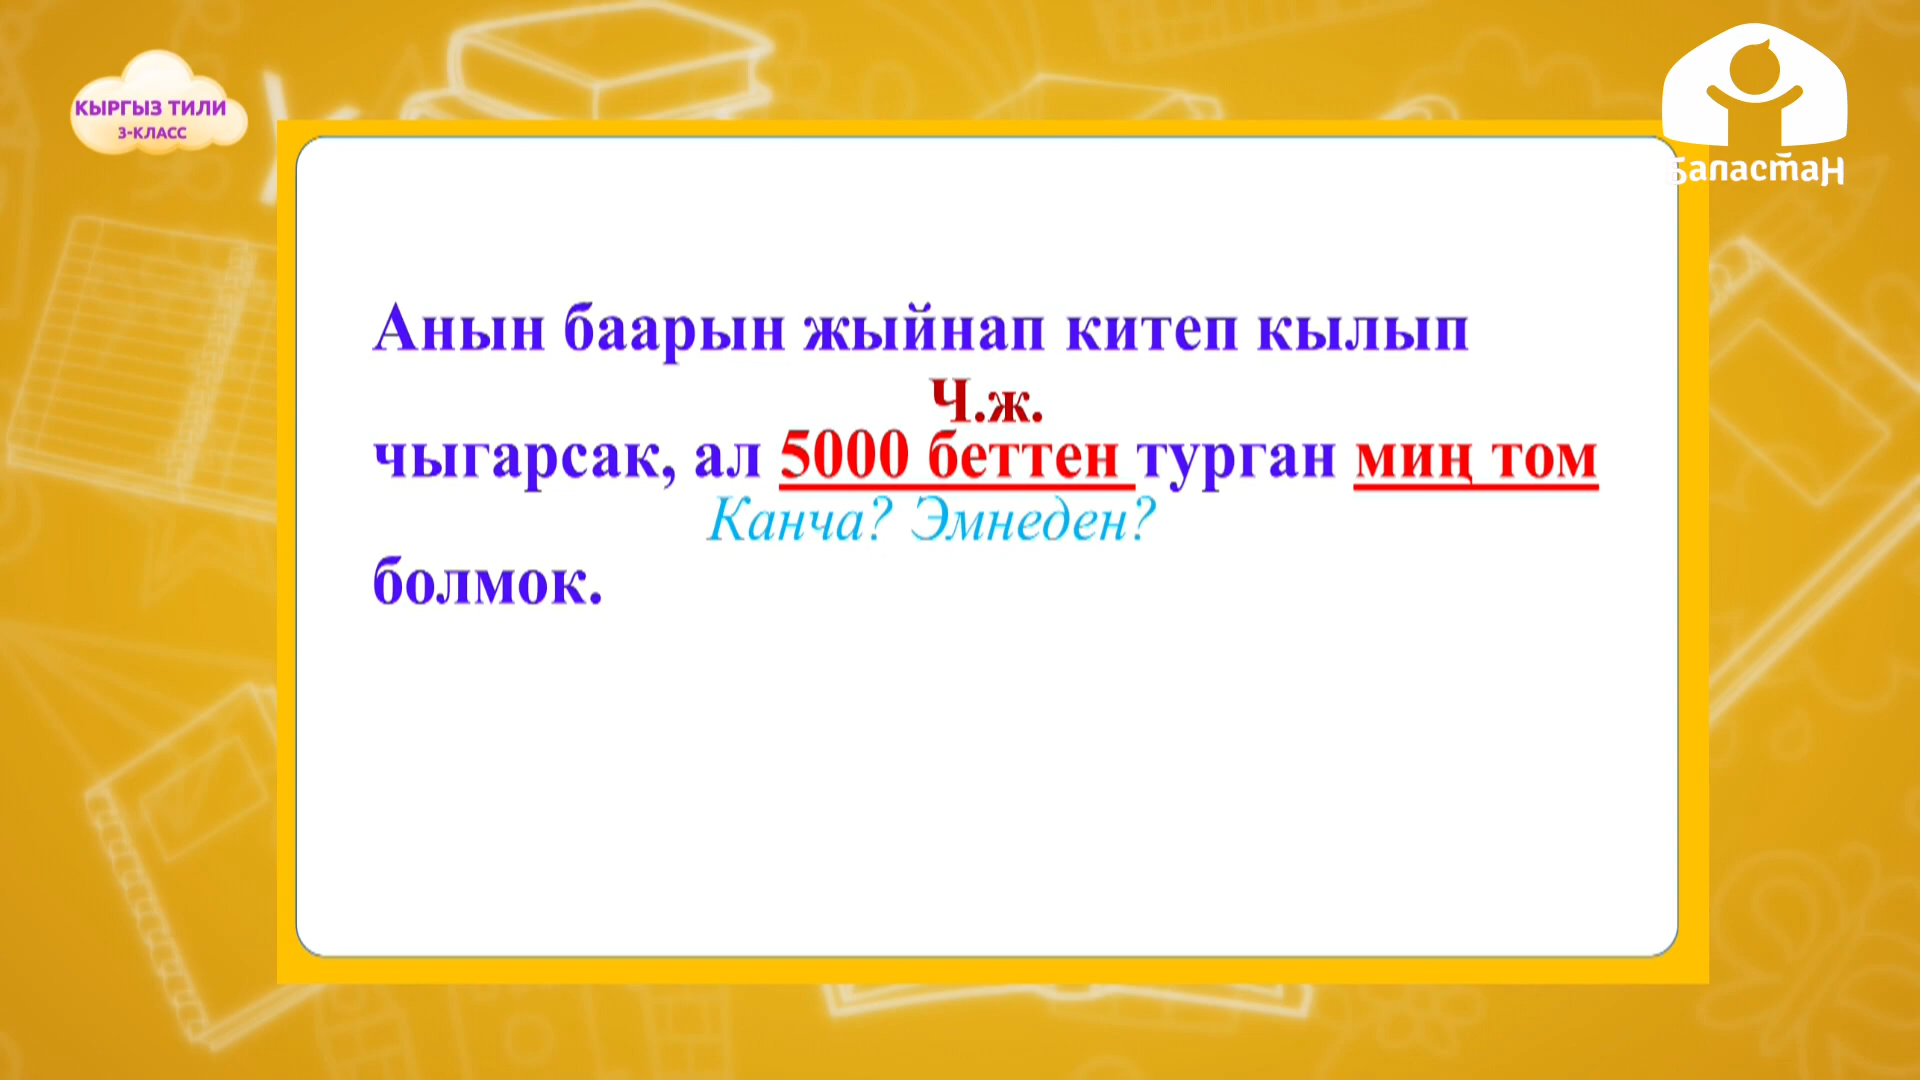 КЫРГЫЗ ТИЛИ
3-КЛАСС
баластан
Анын баарын жыйнап китеп кылып
Ч.ж.
чыгарсак, ал 5000 беттен турган миң том
Канча? Эмнеден?
болмок.